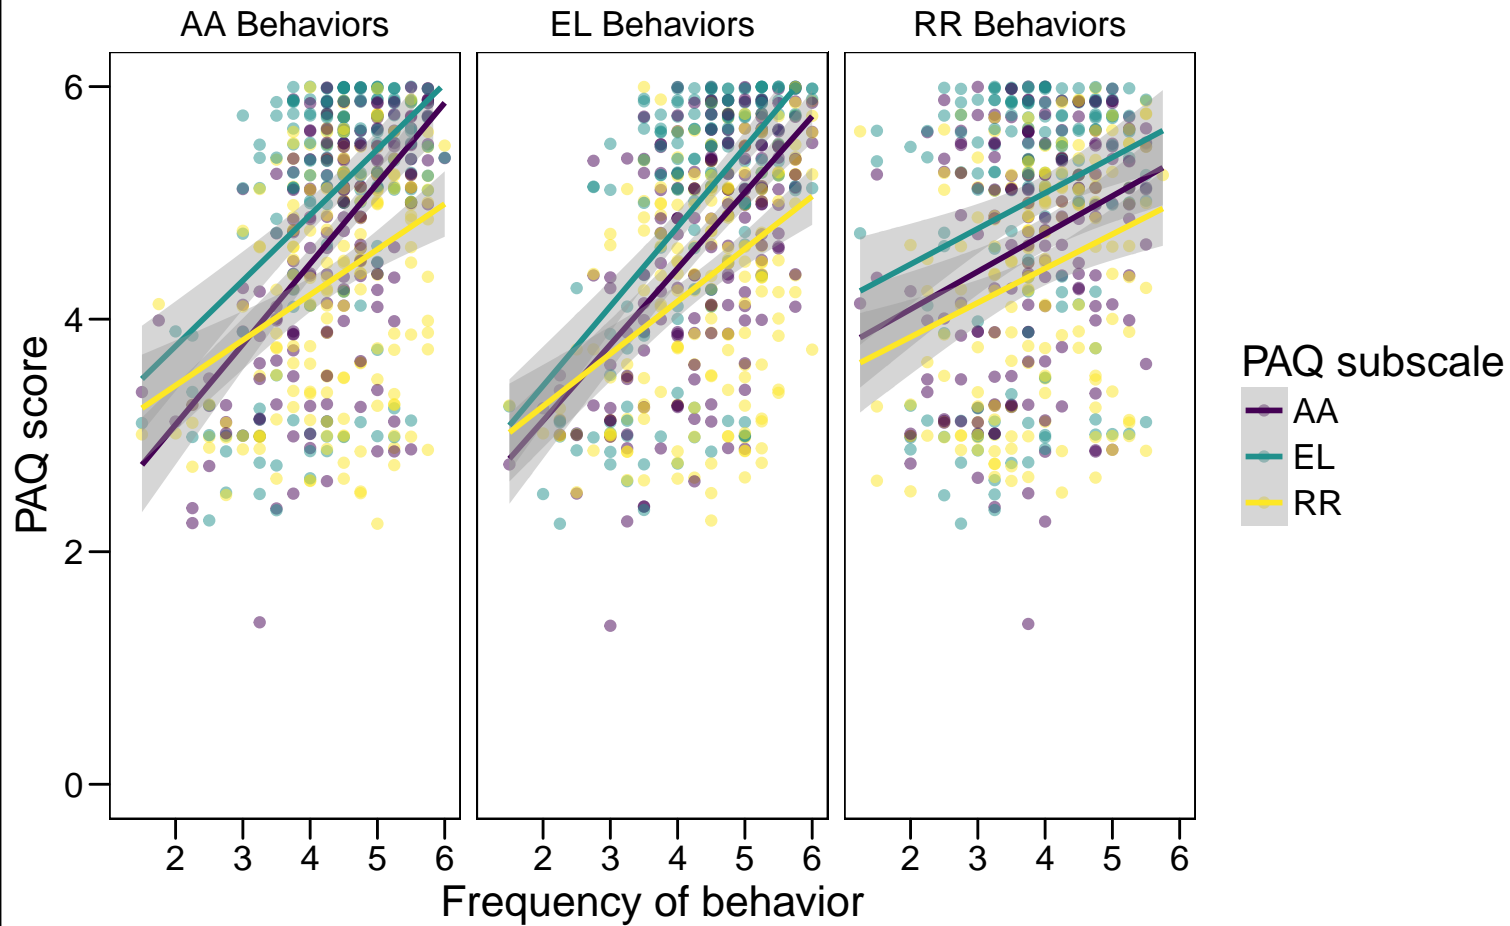 AA Behaviors EL Behaviors RR Behaviors
6
4
2
0
PAQ score
2 3 4 5 6 2 3 4 5 6 2 3 4 5 6
Frequency of behavior
PAQ subscale
AA
EL
RR